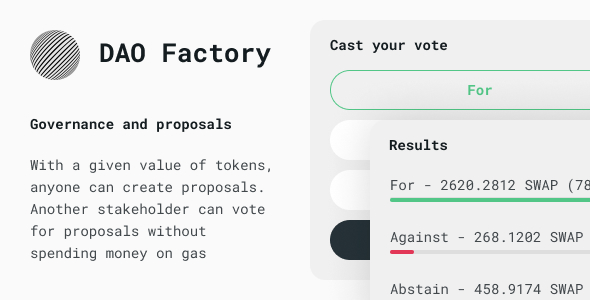 DAO Factory
Governance and proposals
With a given value of tokens,
anyone can create proposals.
Another stakeholder can vote
for proposals without
spending money on gas
Cast your vote
For
Results
For - 2620.2812 SWAP (78
Against - 268.1202 SWAP
Abstain - 458.9174 SWAP